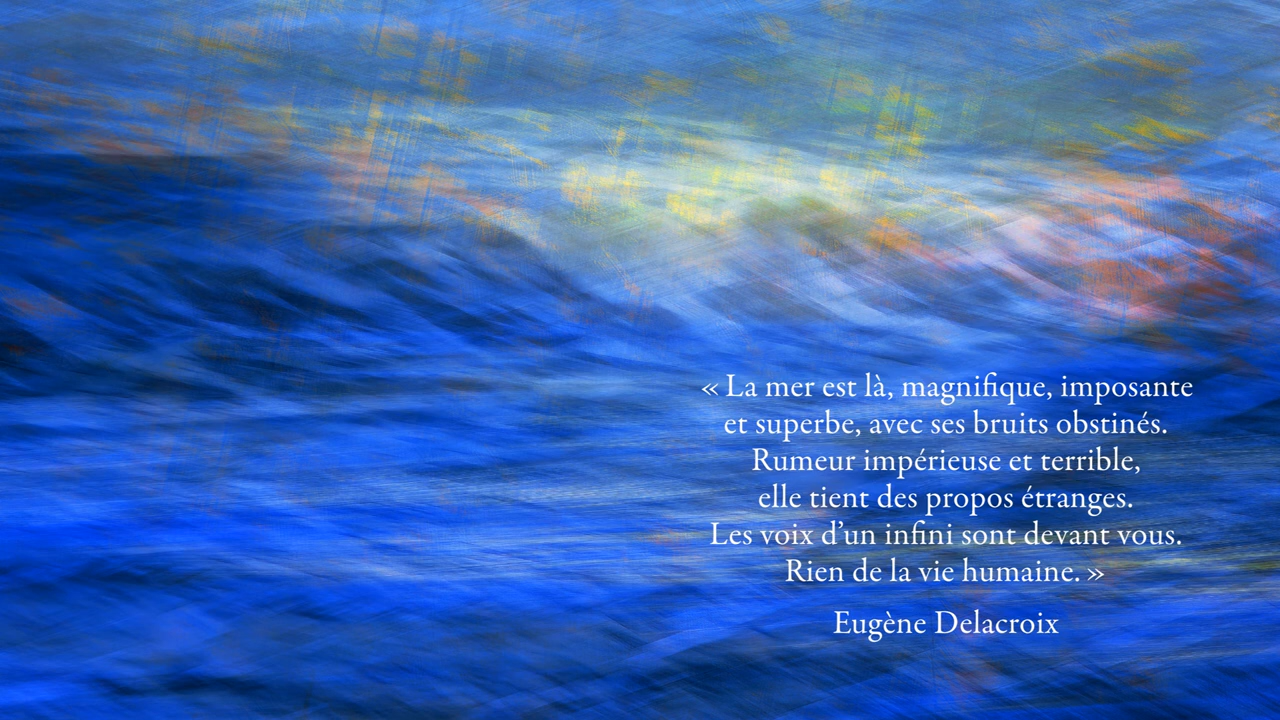 « La mer est là, magnifique, imposante
et superbe, avec ses bruits obstinés.
Rumeur impérieuse et terrible,
elle tient des propos étranges.
Les voix d’un infini sont devant vous.
Rien de la vie humaine. »
Eugène Delacroix